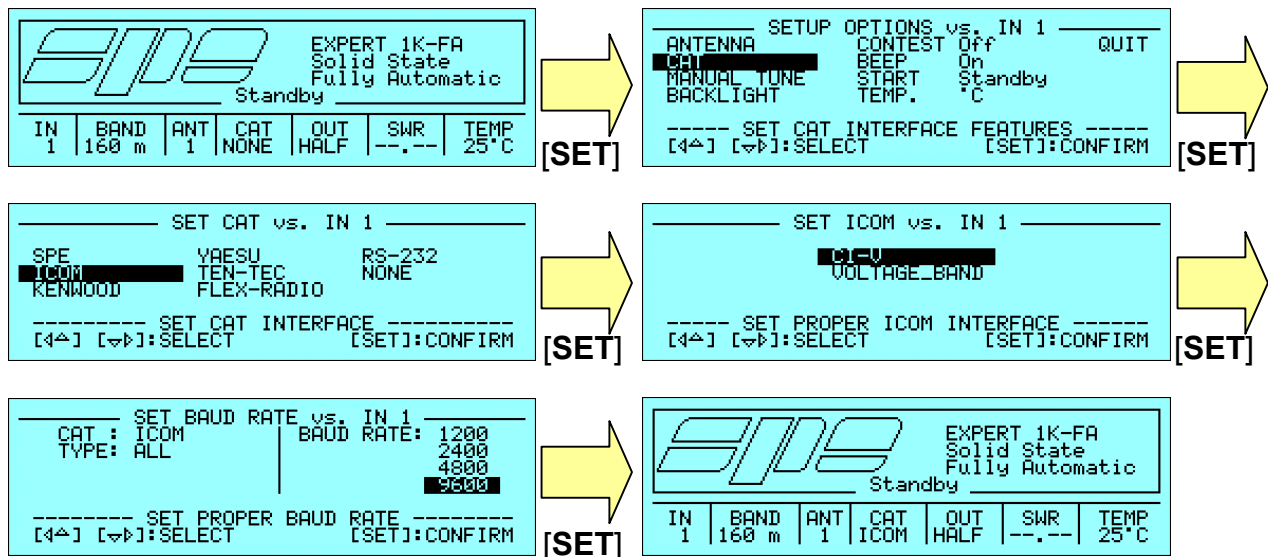 EXPERT 1K-FA
Solid State
Fully Automatic
Standby
IN BAND ANT CAT OUT SWR TEMP
1 160 m 1 NONE HALF --.-- 25°C
[SET]
SETUP OPTIONS vs. IN 1
ANTENNA CONTEST Off QUIT
CAT BEEP On
MANUAL TUNE START Standby
BACKLIGHT TEMP. °C
----- SET CAT INTERFACE FEATURES -----
[◁△] [▽▷]:SELECT [SET]:CONFIRM
[SET]
SET CAT vs. IN 1
SPE YAESU RS-232
ICOM TEN-TEC NONE
KENWOOD FLEX-RADIO
--------- SET CAT INTERFACE ----------
[◁△] [▽▷]:SELECT [SET]:CONFIRM
[SET]
SET ICOM vs. IN 1
CI-V
VOLTAGE_BAND
----- SET PROPER ICOM INTERFACE ------
[◁△] [▽▷]:SELECT [SET]:CONFIRM
[SET]
SET BAUD RATE vs. IN 1
CAT : ICOM BAUD RATE: 1200
TYPE: ALL 2400
4800
9600
-------- SET PROPER BAUD RATE --------
[◁△] [▽▷]:SELECT [SET]:CONFIRM
[SET]
EXPERT 1K-FA
Solid State
Fully Automatic
Standby
IN BAND ANT CAT OUT SWR TEMP
1 160 m 1 ICOM HALF --.-- 25°C